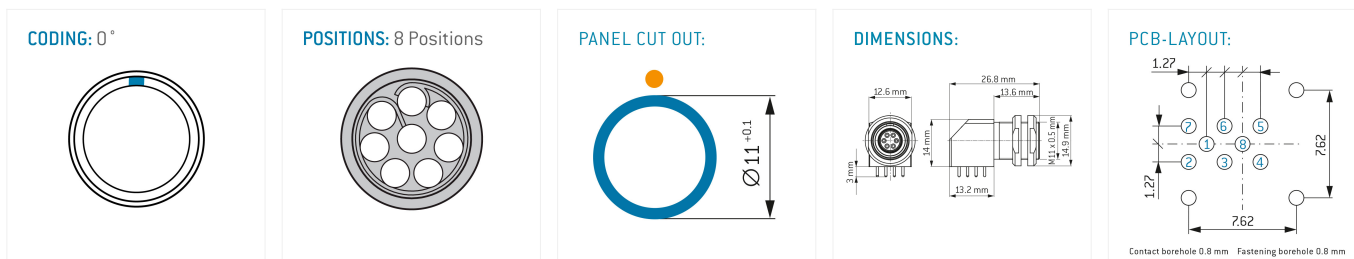 CODING: 0°
POSITIONS: 8 Positions
PANEL CUT OUT:
Ø 11 +0.1
DIMENSIONS:
26.8 mm
12.6 mm
13.6 mm
14 mm
M11 x 0.5 mm
14.9 mm
3 mm
13.2 mm
PCB-LAYOUT:
1.27
7 6 5
1 8
2 3 4
7.62
1.27
7.62
Contact borehole 0.8 mm Fastening borehole 0.8 mm